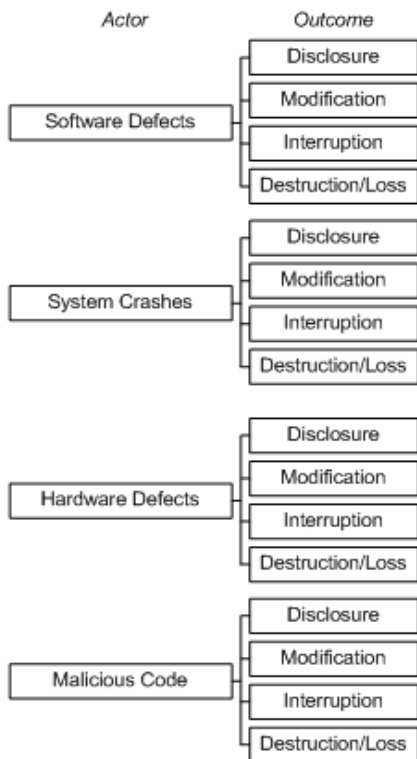 Actor Outcome
Disclosure
Modification
Software Defects
Interruption
Destruction/Loss
Disclosure
Modification
System Crashes
Interruption
Destruction/Loss
Disclosure
Modification
Hardware Defects
Interruption
Destruction/Loss
Disclosure
Modification
Malicious Code
Interruption
Destruction/Loss